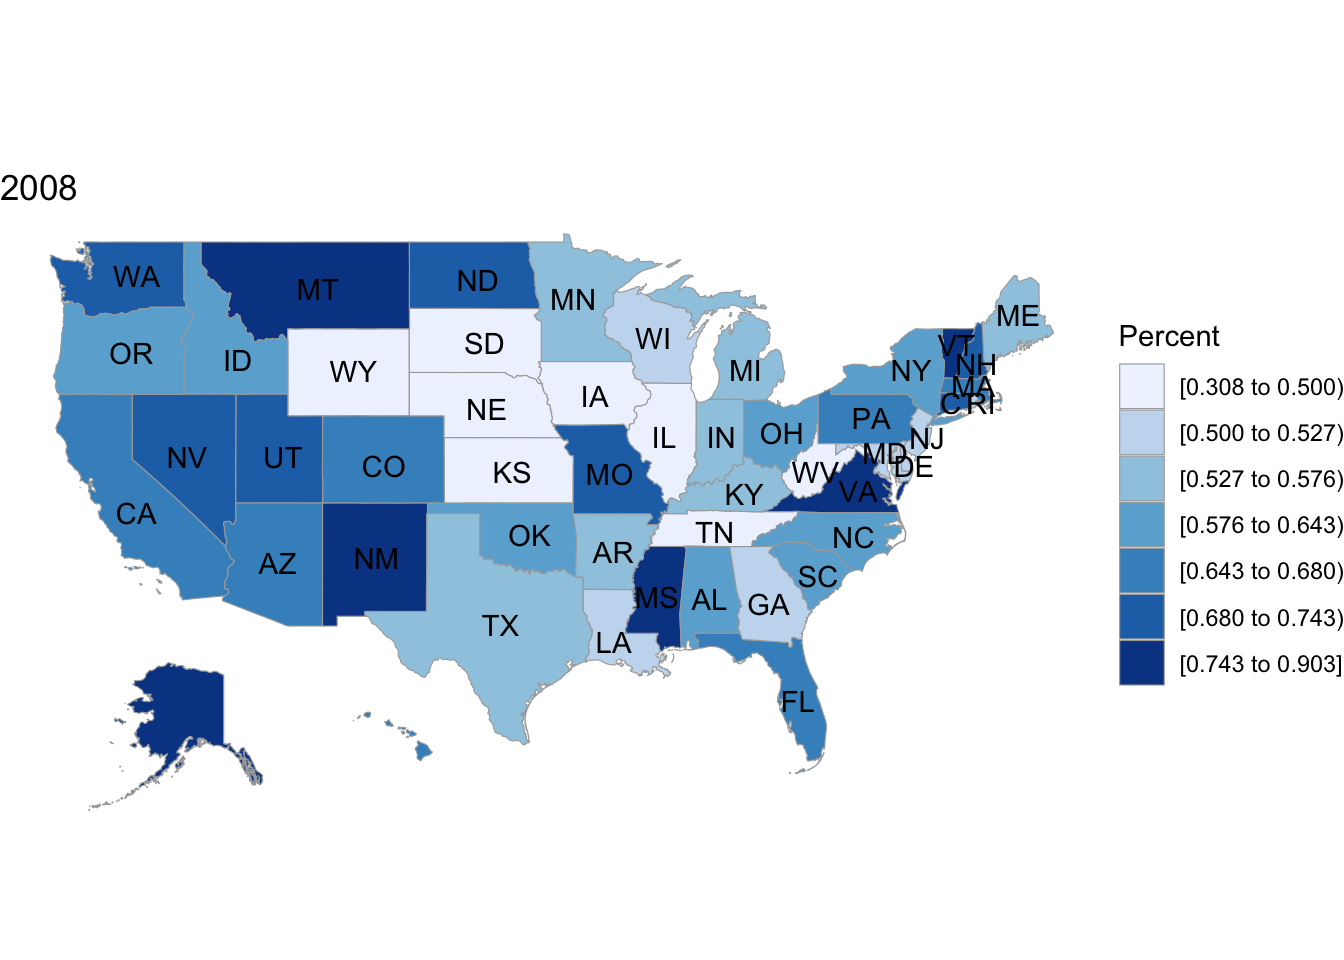 2008
WA
MT
ND
MN
ME
OR
ID
WY
SD
WI
MI
NY
VT
NH
MA
C
RI
NV
UT
CO
NE
IA
IL
IN
OH
PA
NJ
MD
DE
CA
KS
MO
KY
WV
VA
AZ
NM
OK
AR
TN
NC
SC
TX
LA
MS
AL
GA
FL
Percent
[0.308 to 0.500)
[0.500 to 0.527)
[0.527 to 0.576)
[0.576 to 0.643)
[0.643 to 0.680)
[0.680 to 0.743)
[0.743 to 0.903]